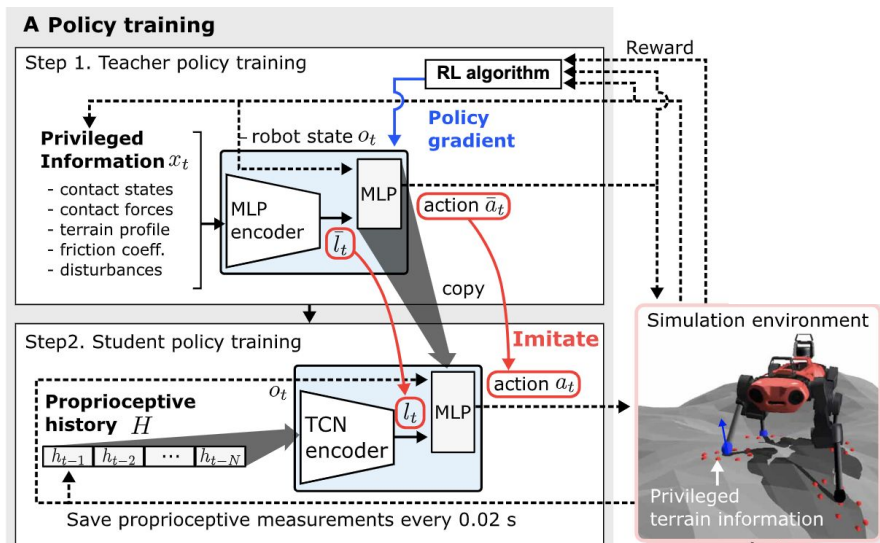 A Policy training
Step 1. Teacher policy training
RL algorithm
Reward
Policy
gradient
robot state o_t
Privileged
Information x_t
- contact states
- contact forces
- terrain profile
- friction coeff.
- disturbances
MLP
encoder
MLP
l̄_t
action ā_t
copy
Imitate
Step2. Student policy training
o_t
Proprioceptive
history H
h_{t-1} h_{t-2} ... h_{t-N}
TCN
encoder
l_t
MLP
action a_t
Save proprioceptive measurements every 0.02 s
Simulation environment
Privileged
terrain information